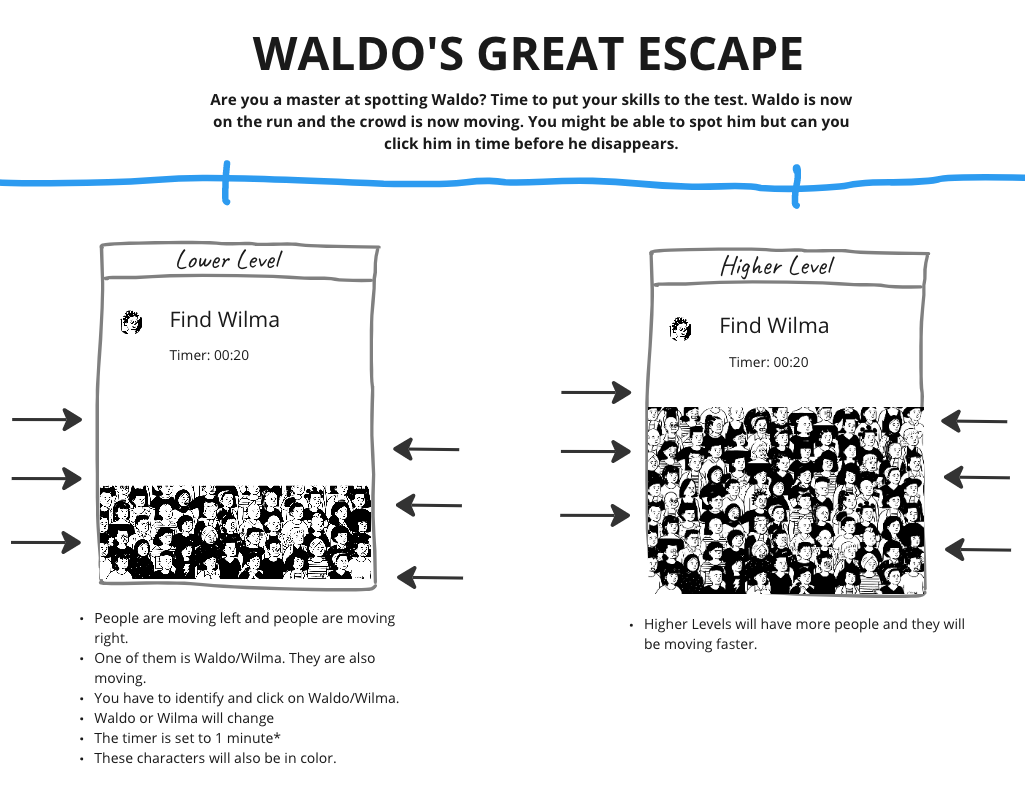 WALDO'S GREAT ESCAPE
Are you a master at spotting Waldo? Time to put your skills to the test. Waldo is now
on the run and the crowd is now moving. You might be able to spot him but can you
click him in time before he disappears.
Lower Level
Find Wilma
Timer: 00:20
• People are moving left and people are moving
right.
• One of them is Waldo/Wilma. They are also
moving.
• You have to identify and click on Waldo/Wilma.
• Waldo or Wilma will change
• The timer is set to 1 minute*
• These characters will also be in color.
Higher Level
Find Wilma
Timer: 00:20
• Higher Levels will have more people and they will
be moving faster.